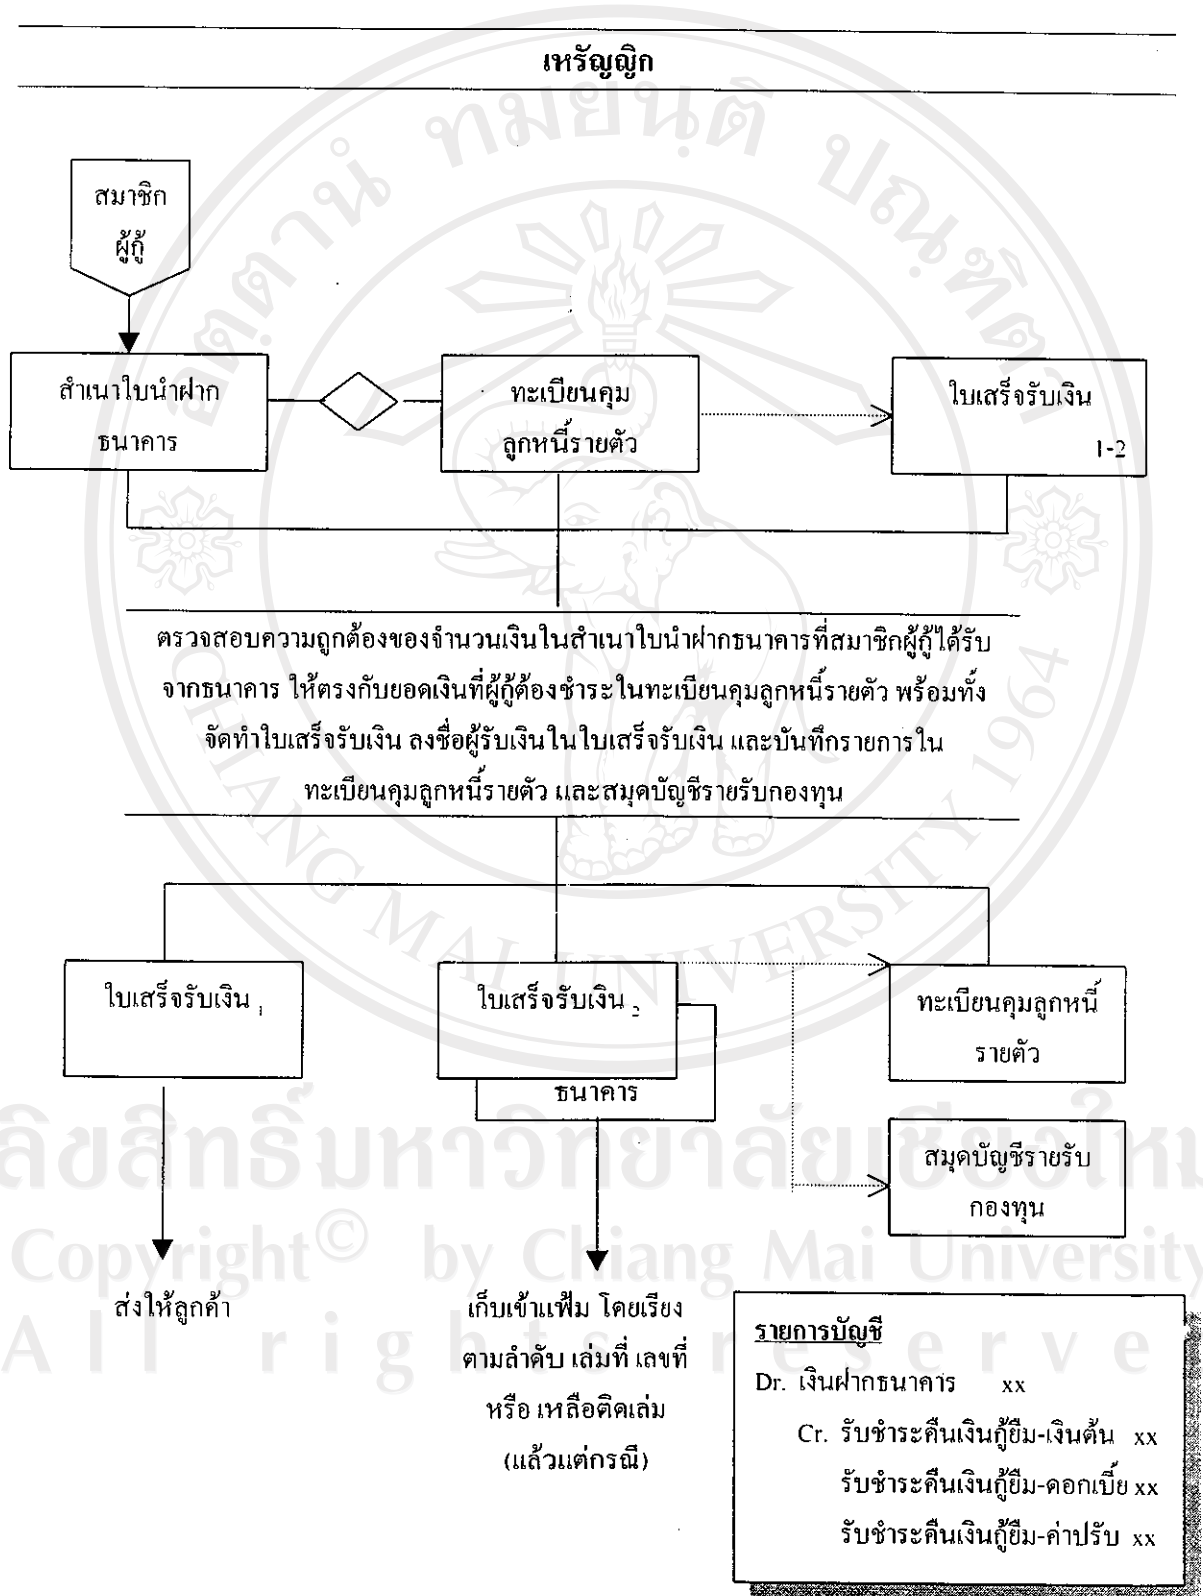 เหรัญญิก
อตฺตานํ ทมยนฺติ ปณฺฑิตา
สมาชิก
ผู้กู้
สำเนาใบนำฝาก
ธนาคาร
ทะเบียนคุม
ลูกหนี้รายตัว
ใบเสร็จรับเงิน
1-2
ตรวจสอบความถูกต้องของจำนวนเงินในสำเนาใบนำฝากธนาคารที่สมาชิกผู้กู้ได้รับ
จากธนาคาร ให้ตรงกับยอดเงินที่ผู้กู้ต้องชำระในทะเบียนคุมลูกหนี้รายตัว พร้อมทั้ง
จัดทำใบเสร็จรับเงิน ลงชื่อผู้รับเงินในใบเสร็จรับเงิน และบันทึกรายการใน
ทะเบียนคุมลูกหนี้รายตัว และสมุดบัญชีรายรับกองทุน
CHIANG MAI UNIVERSITY 1964
ใบเสร็จรับเงิน 1
ใบเสร็จรับเงิน 2
ธนาคาร
ทะเบียนคุมลูกหนี้
รายตัว
สมุดบัญชีรายรับ
กองทุน
ลิขสิทธิ์มหาวิทยาลัยเชียงใหม
Copyright© by Chiang Mai University
All rights reserve
ส่งให้ลูกค้า
เก็บเข้าแฟ้ม โดยเรียง
ตามลำดับ เล่มที่ เลขที่
หรือ เหลือติดเล่ม
(แล้วแต่กรณี)
รายการบัญชี
Dr. เงินฝากธนาคาร xx
Cr. รับชำระคืนเงินกู้ยืม-เงินต้น xx
รับชำระคืนเงินกู้ยืม-ดอกเบี้ย xx
รับชำระคืนเงินกู้ยืม-ค่าปรับ xx